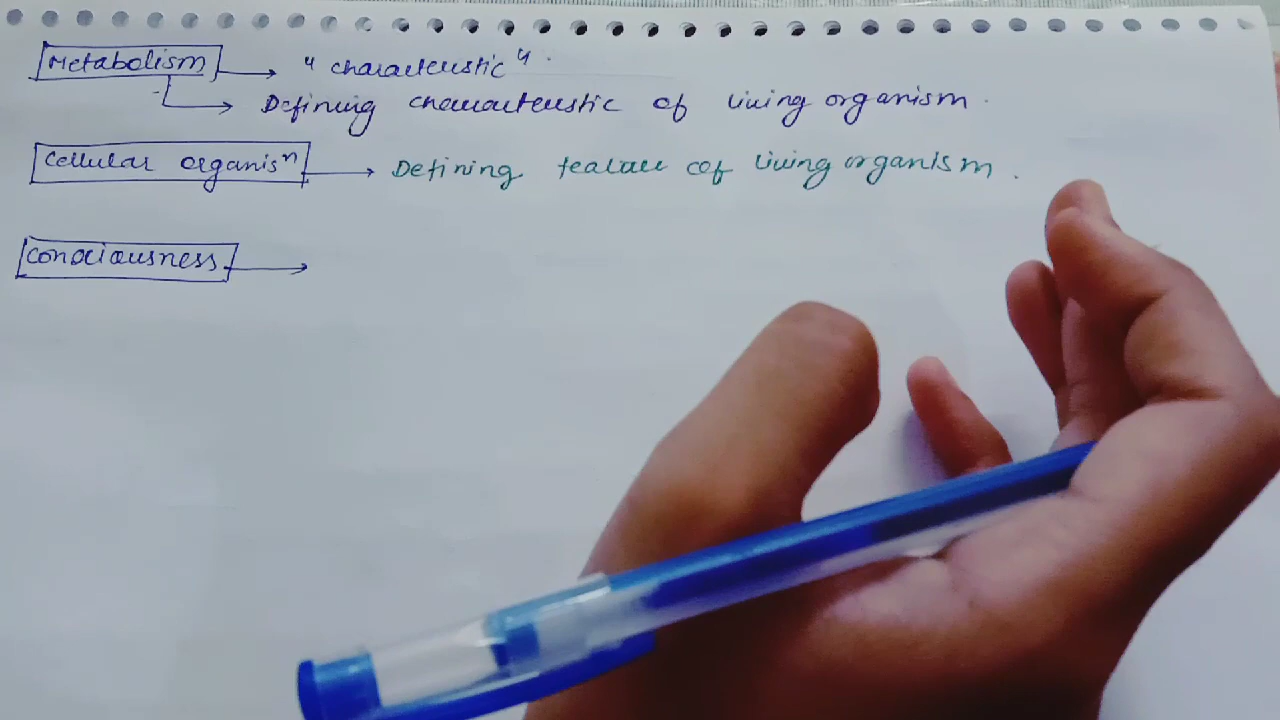 Metabolism → "characteristic".
→ Defining characteristic of living organism.
Cellular organisⁿ → Defining feature of living organism.
Consciousness →